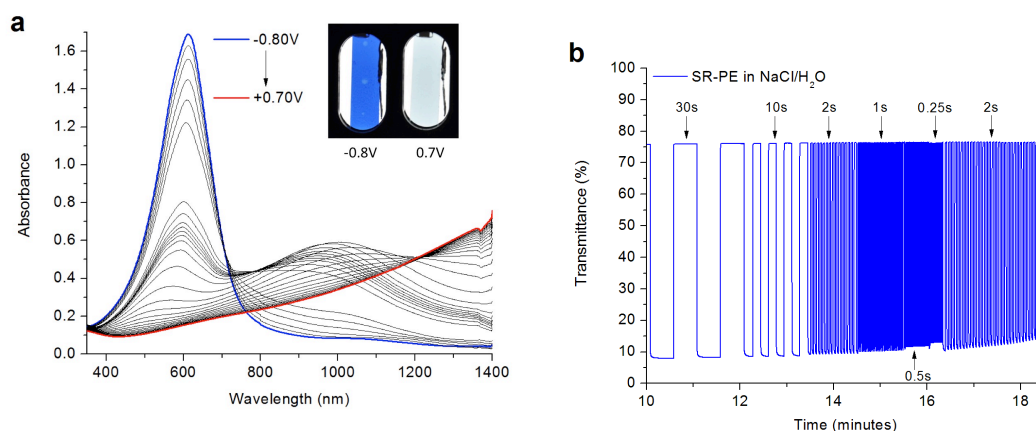 a
-0.80V
+0.70V
-0.8V 0.7V
1.6
1.4
1.2
1.0
0.8
0.6
0.4
0.2
0.0
Absorbance
400 600 800 1000 1200 1400
Wavelength (nm)
b
SR-PE in NaCl/H₂O
30s 10s 2s 1s 0.25s 2s
0.5s
100
90
80
70
60
50
40
30
20
10
0
Transmittance (%)
10 12 14 16 18
Time (minutes)